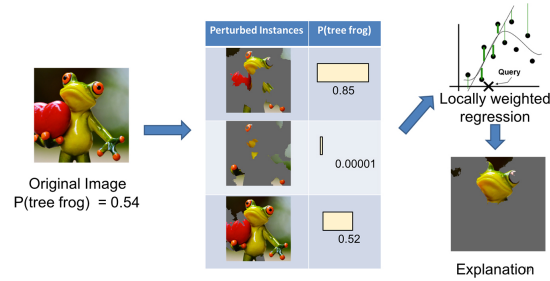 Original Image
P(tree frog) = 0.54
Perturbed Instances
P(tree frog)
0.85
0.00001
0.52
Query
Locally weighted
regression
Explanation